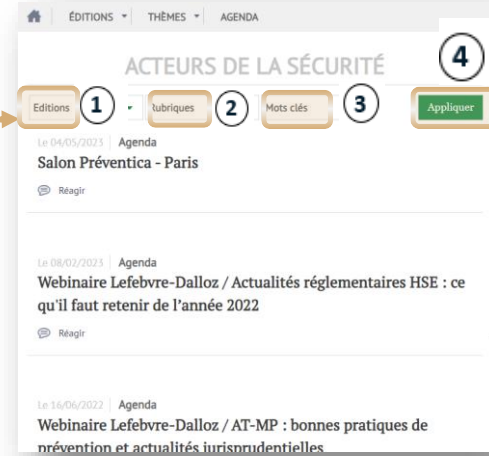 ÉDITIONS THÈMES AGENDA
ACTEURS DE LA SÉCURITÉ
4
Editions 1 Rubriques 2 Mots clés 3 Appliquer
Le 04/05/2023 Agenda
Salon Préventica - Paris
Réagir
Le 08/02/2023 Agenda
Webinaire Lefebvre-Dalloz / Actualités réglementaires HSE : ce
qu'il faut retenir de l'année 2022
Réagir
Le 16/06/2022 Agenda
Webinaire Lefebvre-Dalloz / AT-MP : bonnes pratiques de
prévention et actualités jurisprudentielles